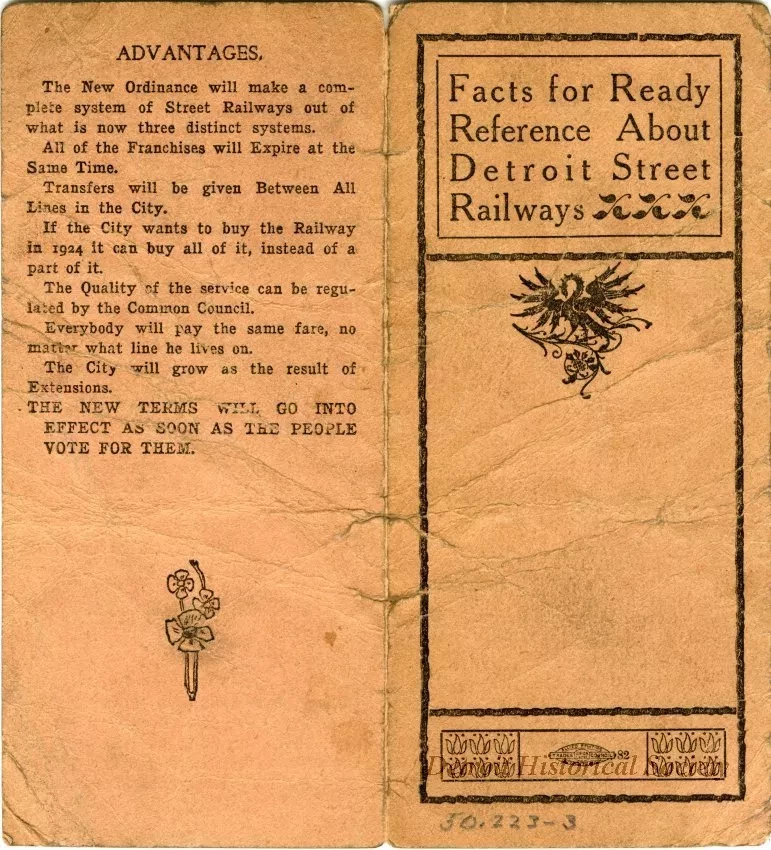 ADVANTAGES.
The New Ordinance will make a com-
plete system of Street Railways out of
what is now three distinct systems.
All of the Franchises will Expire at the
Same Time.
Transfers will be given Between All
Lines in the City.
If the City wants to buy the Railway
in 1924 it can buy all of it, instead of a
part of it.
The Quality of the service can be regu-
lated by the Common Council.
Everybody will pay the same fare, no
matter what line he lives on.
The City will grow as the result of
Extensions.
THE NEW TERMS WILL GO INTO
EFFECT AS SOON AS THE PEOPLE
VOTE FOR THEM.
Facts for Ready
Reference About
Detroit Street
Railways
82
Detroit Historical Society
50.223-3